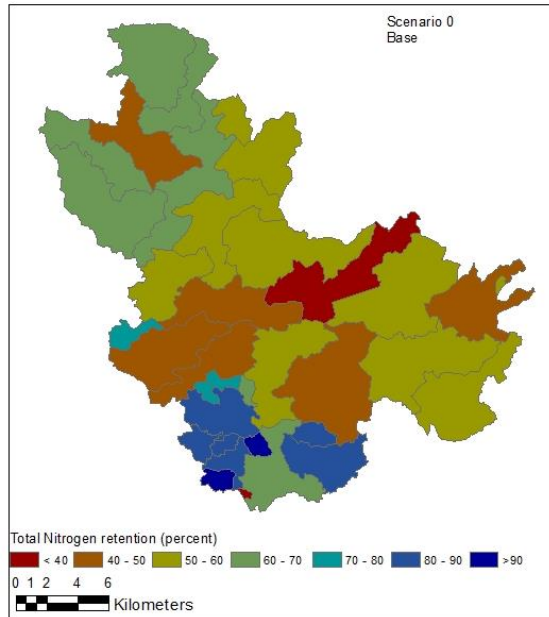 Scenario 0
Base
Total Nitrogen retention (percent)
< 40 40 - 50 50 - 60 60 - 70 70 - 80 80 - 90 >90
0 1 2 4 6
Kilometers